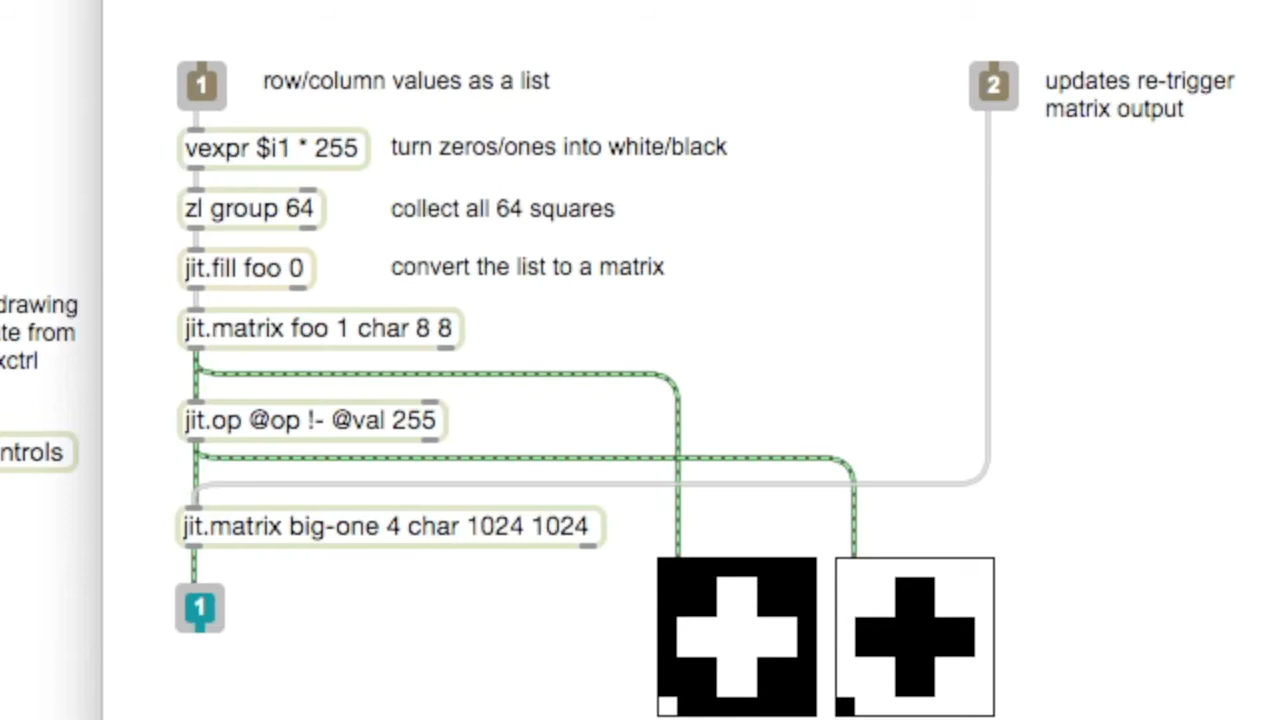 1
row/column values as a list
2
updates re-trigger
matrix output
vexpr $i1 * 255
turn zeros/ones into white/black
zl group 64
collect all 64 squares
jit.fill foo 0
convert the list to a matrix
drawing
te from
xctrl
jit.matrix foo 1 char 8 8
jit.op @op !- @val 255
ntrols
jit.matrix big-one 4 char 1024 1024
1